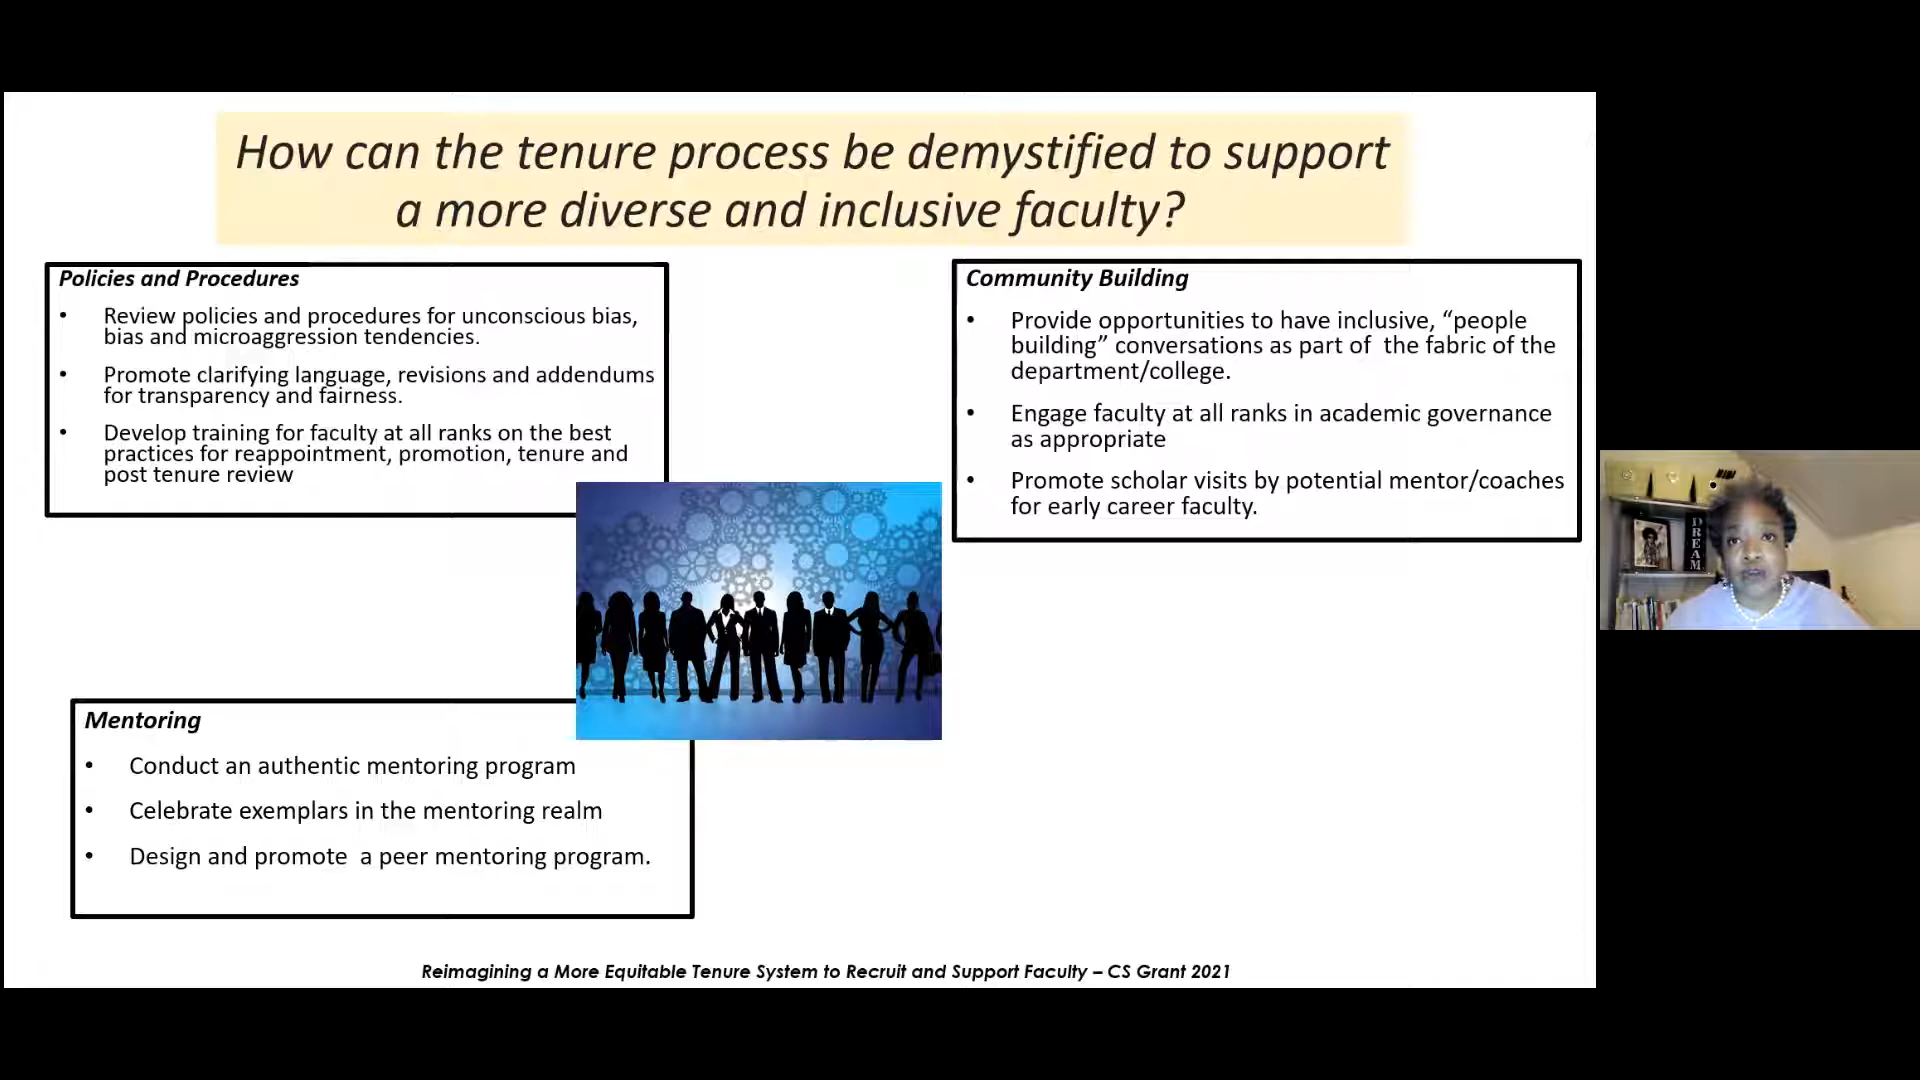 How can the tenure process be demystified to support
a more diverse and inclusive faculty?
Policies and Procedures
• Review policies and procedures for unconscious bias,
bias and microaggression tendencies.
• Promote clarifying language, revisions and addendums
for transparency and fairness.
• Develop training for faculty at all ranks on the best
practices for reappointment, promotion, tenure and
post tenure review
Community Building
• Provide opportunities to have inclusive, “people
building” conversations as part of  the fabric of the
department/college.
• Engage faculty at all ranks in academic governance
as appropriate
• Promote scholar visits by potential mentor/coaches
for early career faculty.
Mentoring
• Conduct an authentic mentoring program
• Celebrate exemplars in the mentoring realm
• Design and promote  a peer mentoring program.
Reimagining a More Equitable Tenure System to Recruit and Support Faculty – CS Grant 2021
DREAM